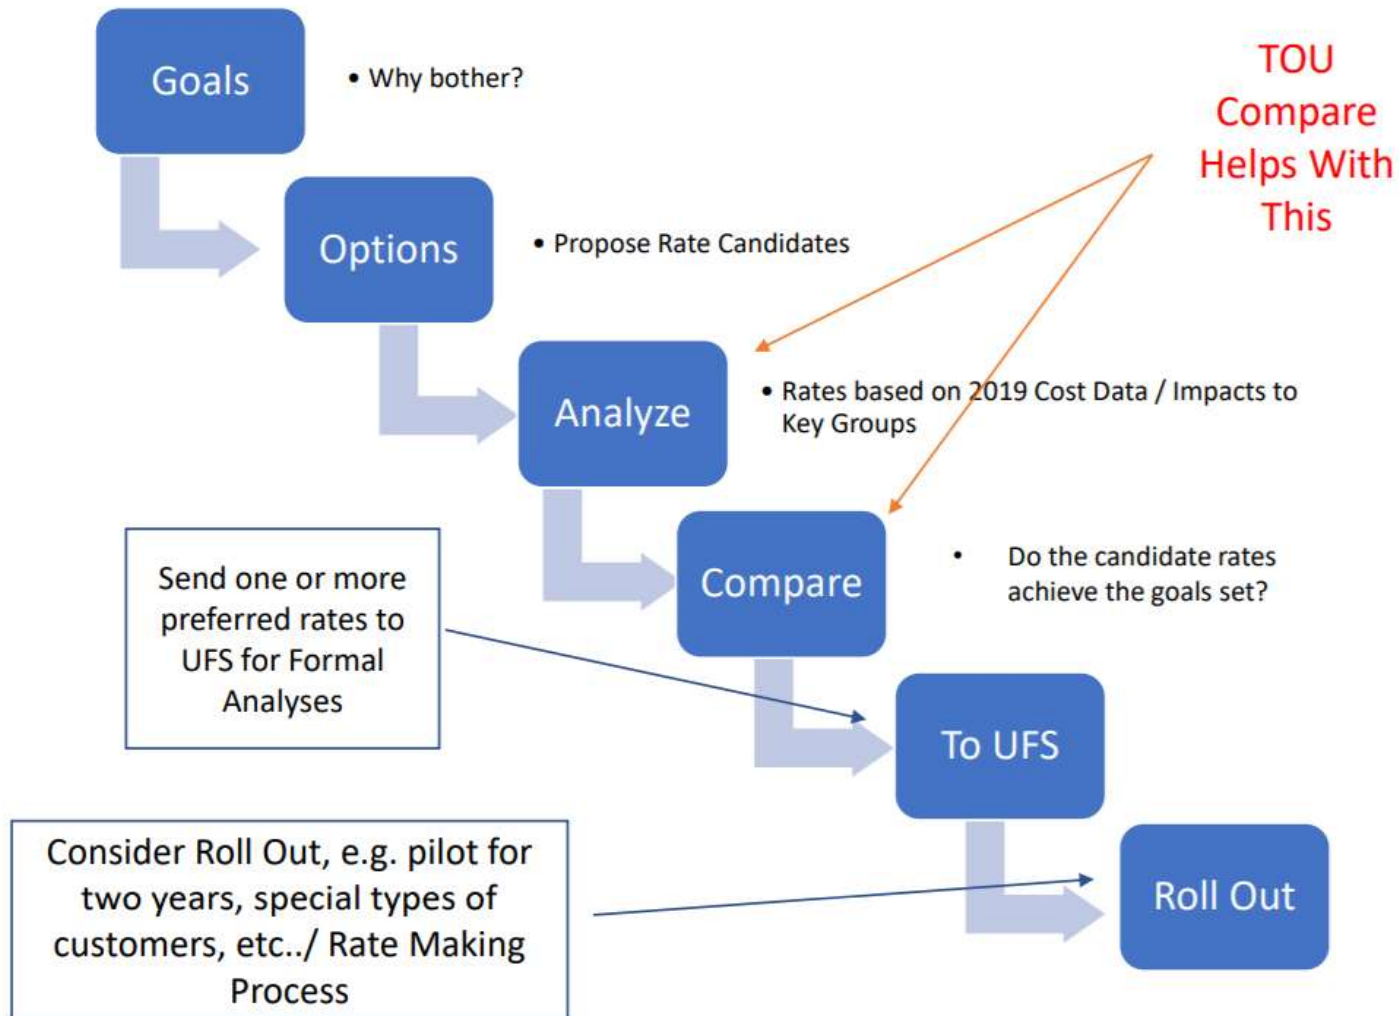 Goals
• Why bother?
TOU
Compare
Helps With
This
Options
• Propose Rate Candidates
Analyze
• Rates based on 2019 Cost Data / Impacts to
Key Groups
Compare
• Do the candidate rates
achieve the goals set?
Send one or more
preferred rates to
UFS for Formal
Analyses
To UFS
Consider Roll Out, e.g. pilot for
two years, special types of
customers, etc../ Rate Making
Process
Roll Out